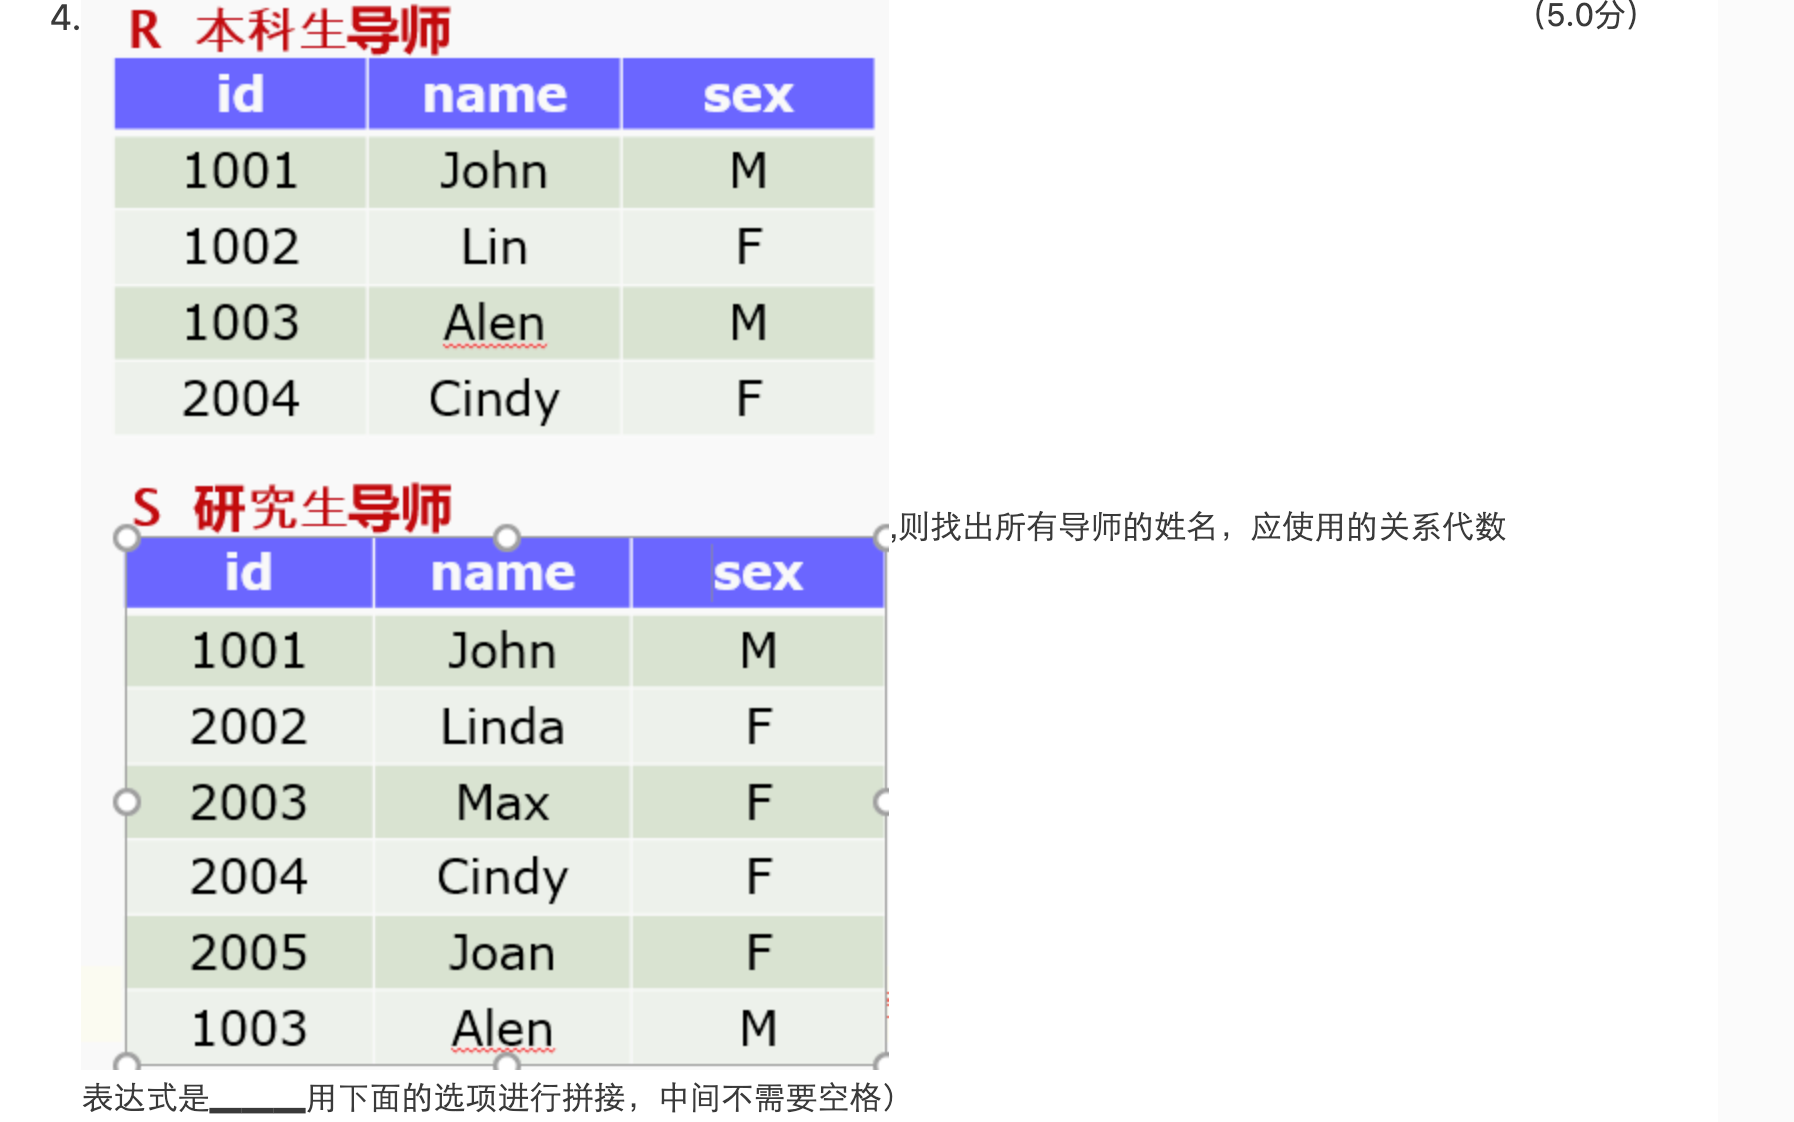 4.
(5.0分)
R 本科生导师
id name sex
1001 John M
1002 Lin F
1003 Alen M
2004 Cindy F
S 研究生导师
,则找出所有导师的姓名，应使用的关系代数
id name sex
1001 John M
2002 Linda F
2003 Max F
2004 Cindy F
2005 Joan F
1003 Alen M
表达式是______用下面的选项进行拼接，中间不需要空格）